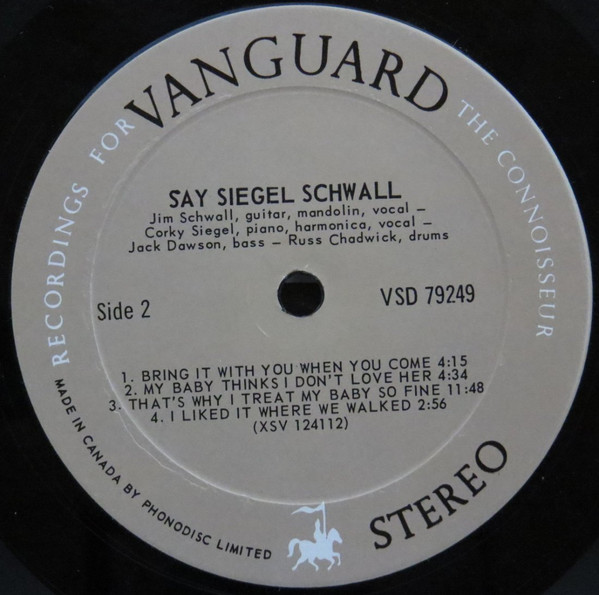 RECORDINGS FOR VANGUARD THE CONNOISSEUR
SAY SIEGEL SCHWALL
Jim Schwall, guitar, mandolin, vocal –
Corky Siegel, piano, harmonica, vocal –
Jack Dawson, bass – Russ Chadwick, drums
Side 2
VSD 79249
1. BRING IT WITH YOU WHEN YOU COME 4:15
2. MY BABY THINKS I DON'T LOVE HER 4:34
3. THAT'S WHY I TREAT MY BABY SO FINE 11:48
4. I LIKED IT WHERE WE WALKED 2:56
(XSV 124112)
MADE IN CANADA BY PHONODISC LIMITED
STEREO